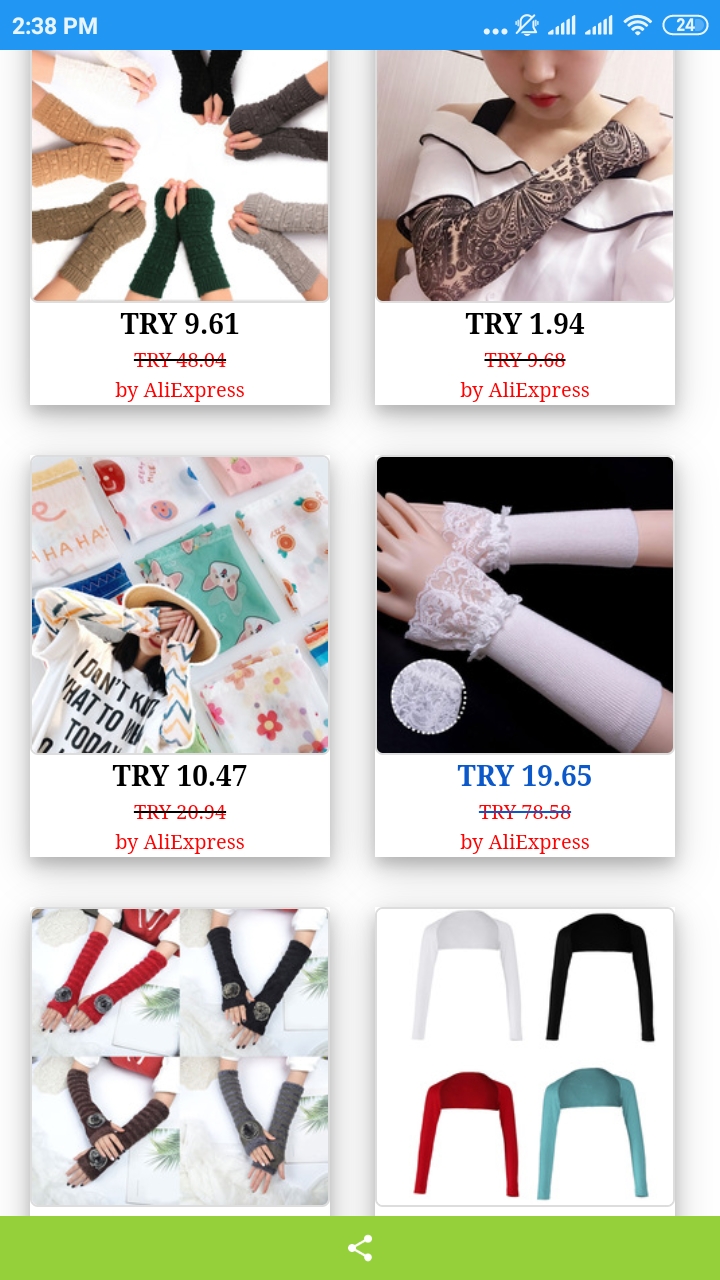 2:38 PM
24
TRY 9.61
TRY 48.04
by AliExpress
TRY 1.94
TRY 9.68
by AliExpress
HA HA HA!
I DON'T
WHAT TO
TODAY
TRY 10.47
TRY 20.94
by AliExpress
TRY 19.65
TRY 78.58
by AliExpress